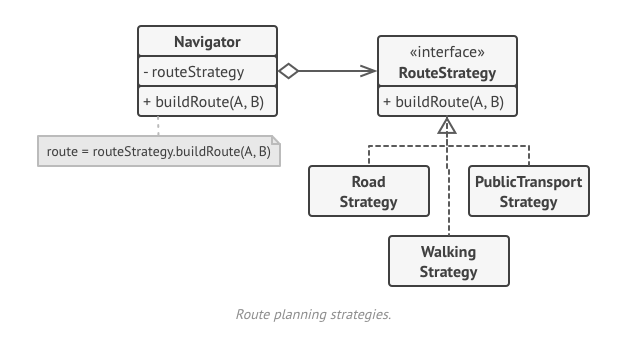 Navigator
- routeStrategy
+ buildRoute(A, B)
route = routeStrategy.buildRoute(A, B)
«interface»
RouteStrategy
+ buildRoute(A, B)
Road
Strategy
PublicTransport
Strategy
Walking
Strategy
Route planning strategies.